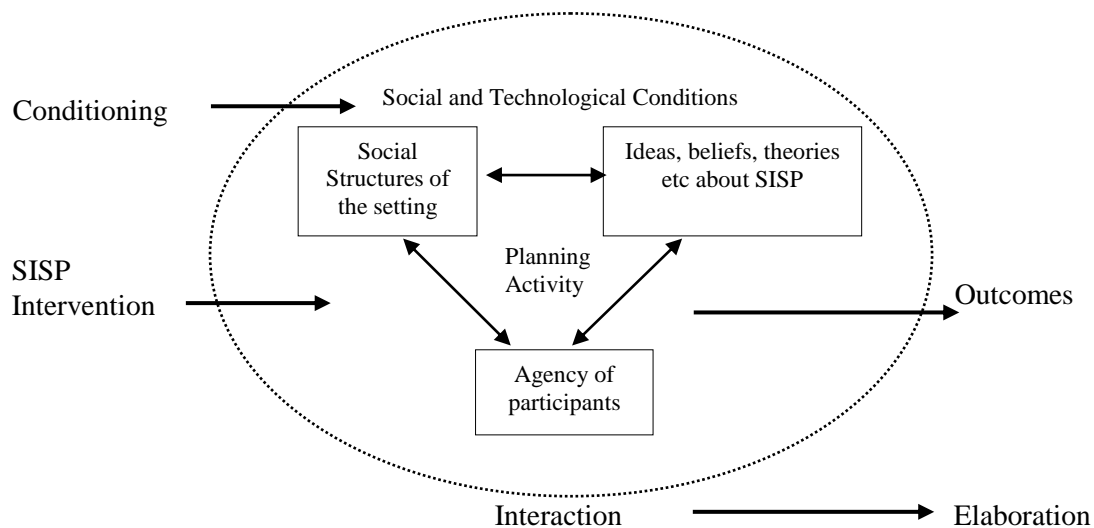 Conditioning
Social and Technological Conditions
Social
Structures of
the setting
Ideas, beliefs, theories
etc about SISP
Planning
Activity
SISP
Intervention
Outcomes
Agency of
participants
Interaction
Elaboration